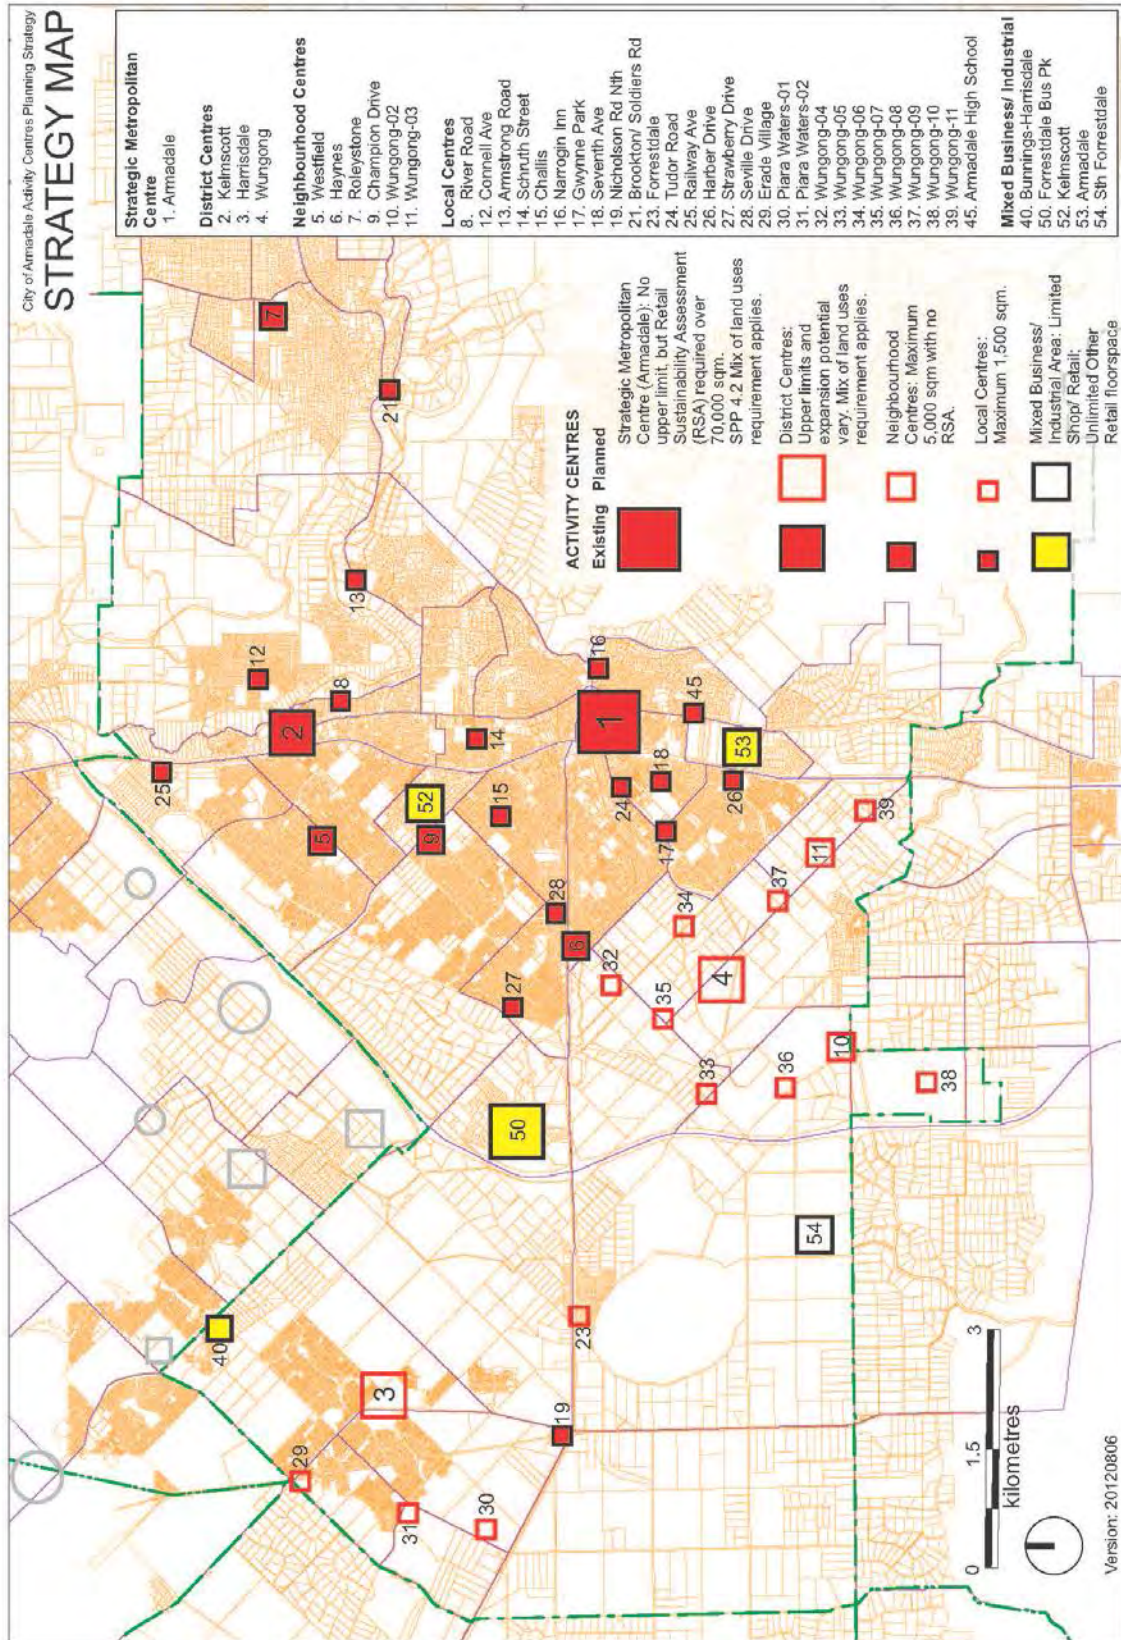 City of Armadale Activity Centres Planning Strategy
STRATEGY MAP
Strategic Metropolitan
Centre
1. Armadale
District Centres
2. Kelmscott
3. Harrisdale
4. Wungong
Neighbourhood Centres
5. Westfield
6. Haynes
7. Roleystone
9. Champion Drive
10. Wungong-02
11. Wungong-03
Local Centres
8. River Road
12. Connell Ave
13. Armstrong Road
14. Schruth Street
15. Challis
16. Narrogin Inn
17. Gwynne Park
18. Seventh Ave
19. Nicholson Rd Nth
21. Brookton/ Soldiers Rd
23. Forrestdale
24. Tudor Road
25. Railway Ave
26. Harber Drive
27. Strawberry Drive
28. Seville Drive
29. Erade Village
30. Piara Waters-01
31. Piara Waters-02
32. Wungong-04
33. Wungong-05
34. Wungong-06
35. Wungong-07
36. Wungong-08
37. Wungong-09
38. Wungong-10
39. Wungong-11
45. Armadale High School
Mixed Business/ Industrial
40. Bunnings-Harrisdale
50. Forrestdale Bus Pk
52. Kelmscott
53. Armadale
54. Sth Forrestdale
ACTIVITY CENTRES
Existing Planned
Strategic Metropolitan
Centre (Armadale): No
upper limit, but Retail
Sustainability Assessment
(RSA) required over
70,000 sqm.
SPP 4.2 Mix of land uses
requirement applies.
District Centres:
Upper limits and
expansion potential
vary. Mix of land uses
requirement applies.
Neighbourhood
Centres: Maximum
5,000 sqm with no
RSA.
Local Centres:
Maximum 1,500 sqm.
Mixed Business/
Industrial Area: Limited
Shop/ Retail;
Unlimited Other
Retail floorspace
7
21
13
12
8
2
25
14
16
1
45
53
26
18
24
17
15
52
9
5
28
6
27
32
34
35
4
37
11
39
33
36
10
38
50
54
23
40
3
19
29
31
30
0
1.5
3
kilometres
Version: 20120806